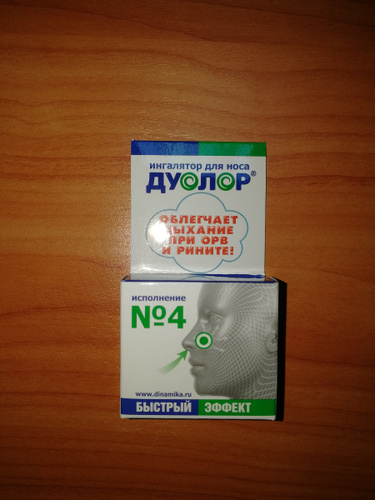 ингалятор для носа
ДУОЛОР®
ОБЛЕГЧАЕТ
ДЫХАНИЕ
ПРИ ОРВ
И РИНИТЕ!
исполнение
№4
www.dinamika.ru
БЫСТРЫЙ ЭФФЕКТ